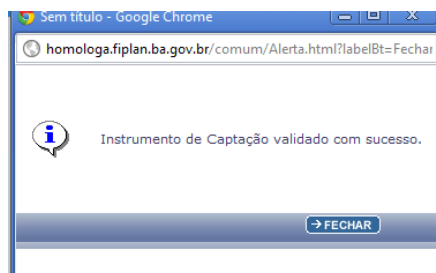 Sem título - Google Chrome
homologa.fiplan.ba.gov.br/comum/Alerta.html?labelBt=Fechar
Instrumento de Captação validado com sucesso.
FECHAR